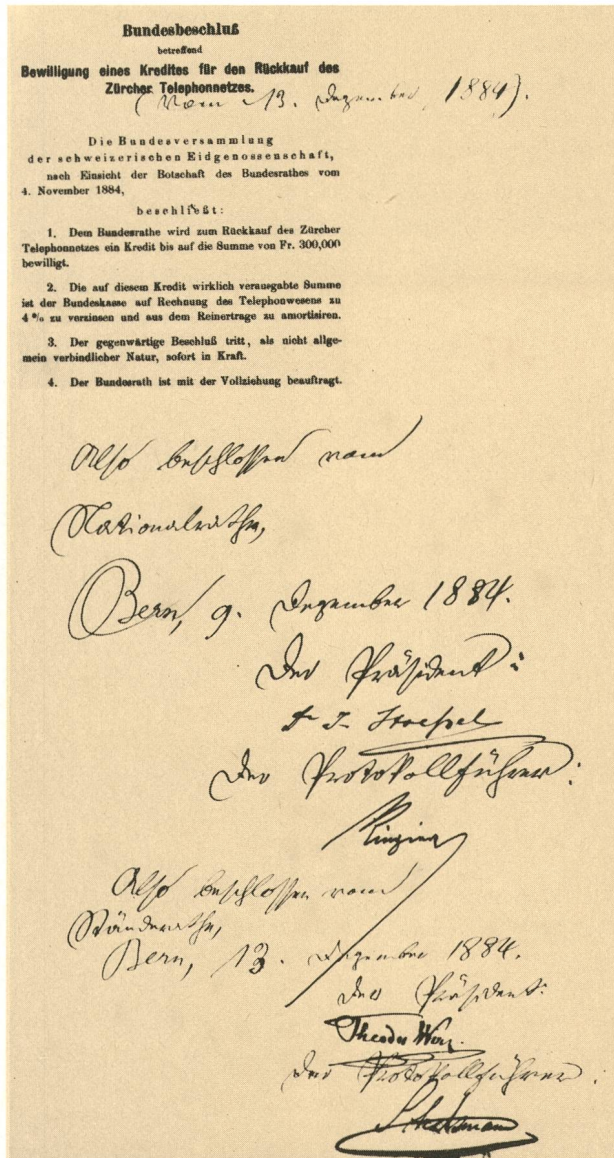 Bundesbeschluß
betreffend
Bewilligung eines Kredites für den Rückkauf des
Zürcher Telephonnetzes.
(Vom 13. Dezember 1884).
Die Bundesversammlung
der schweizerischen Eidgenossenschaft,
nach Einsicht der Botschaft des Bundesrathes vom
4. November 1884,
beschließt:
1. Dem Bundesrathe wird zum Rückkauf des Zürcher
Telephonnetzes ein Kredit bis auf die Summe von Fr. 300,000
bewilligt.
2. Die auf diesem Kredit wirklich verausgabte Summe
ist der Bundeskasse auf Rechnung des Telephonwesens zu
4 % zu verzinsen und aus dem Reinertrage zu amortisiren.
3. Der gegenwärtige Beschluß tritt, als nicht allge-
mein verbindlicher Natur, sofort in Kraft.
4. Der Bundesrath ist mit der Vollziehung beauftragt.
Also beschlossen vom
Nationalrathe,
Bern, 9. Dezember 1884.
Der Präsident:
Der Protokollführer:
Ringier
Also beschlossen vom
Ständerathe,
Bern, 13. Dezember 1884.
Der Präsident:
Theodor Wirz.
Der Protokollführer: